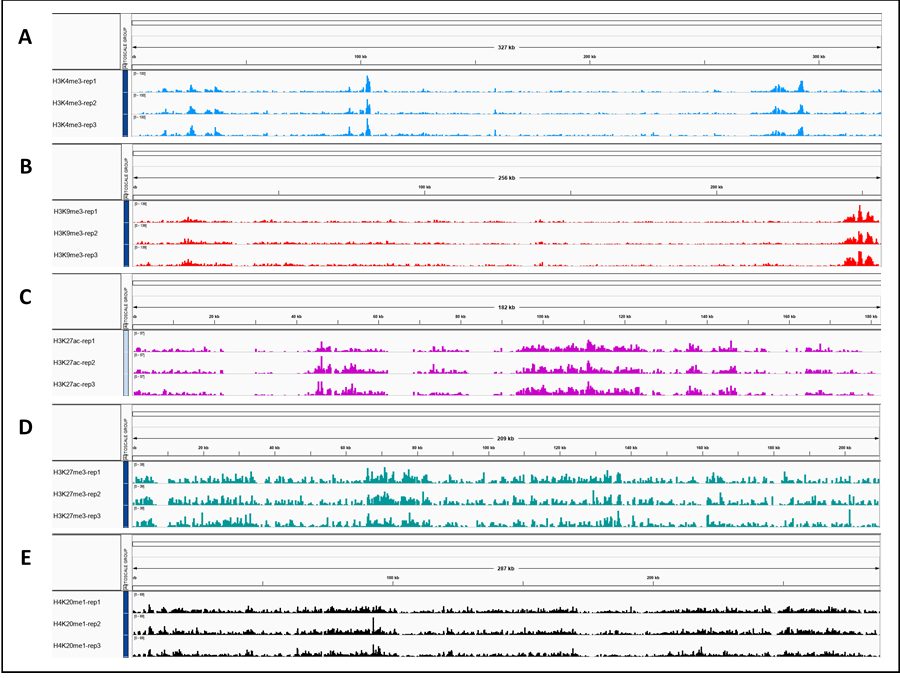 A
327 kb
100 kb
200 kb
300 kb
H3K4me3-rep1
H3K4me3-rep2
H3K4me3-rep3
B
256 kb
100 kb
200 kb
H3K9me3-rep1
H3K9me3-rep2
H3K9me3-rep3
C
182 kb
20 kb 40 kb 60 kb 80 kb 100 kb 120 kb 140 kb 160 kb 180 kb
H3K27ac-rep1
H3K27ac-rep2
H3K27ac-rep3
D
209 kb
20 kb 40 kb 60 kb 80 kb 100 kb 120 kb 140 kb 160 kb 180 kb 200 kb
H3K27me3-rep1
H3K27me3-rep2
H3K27me3-rep3
E
287 kb
100 kb
200 kb
H4K20me1-rep1
H4K20me1-rep2
H4K20me1-rep3